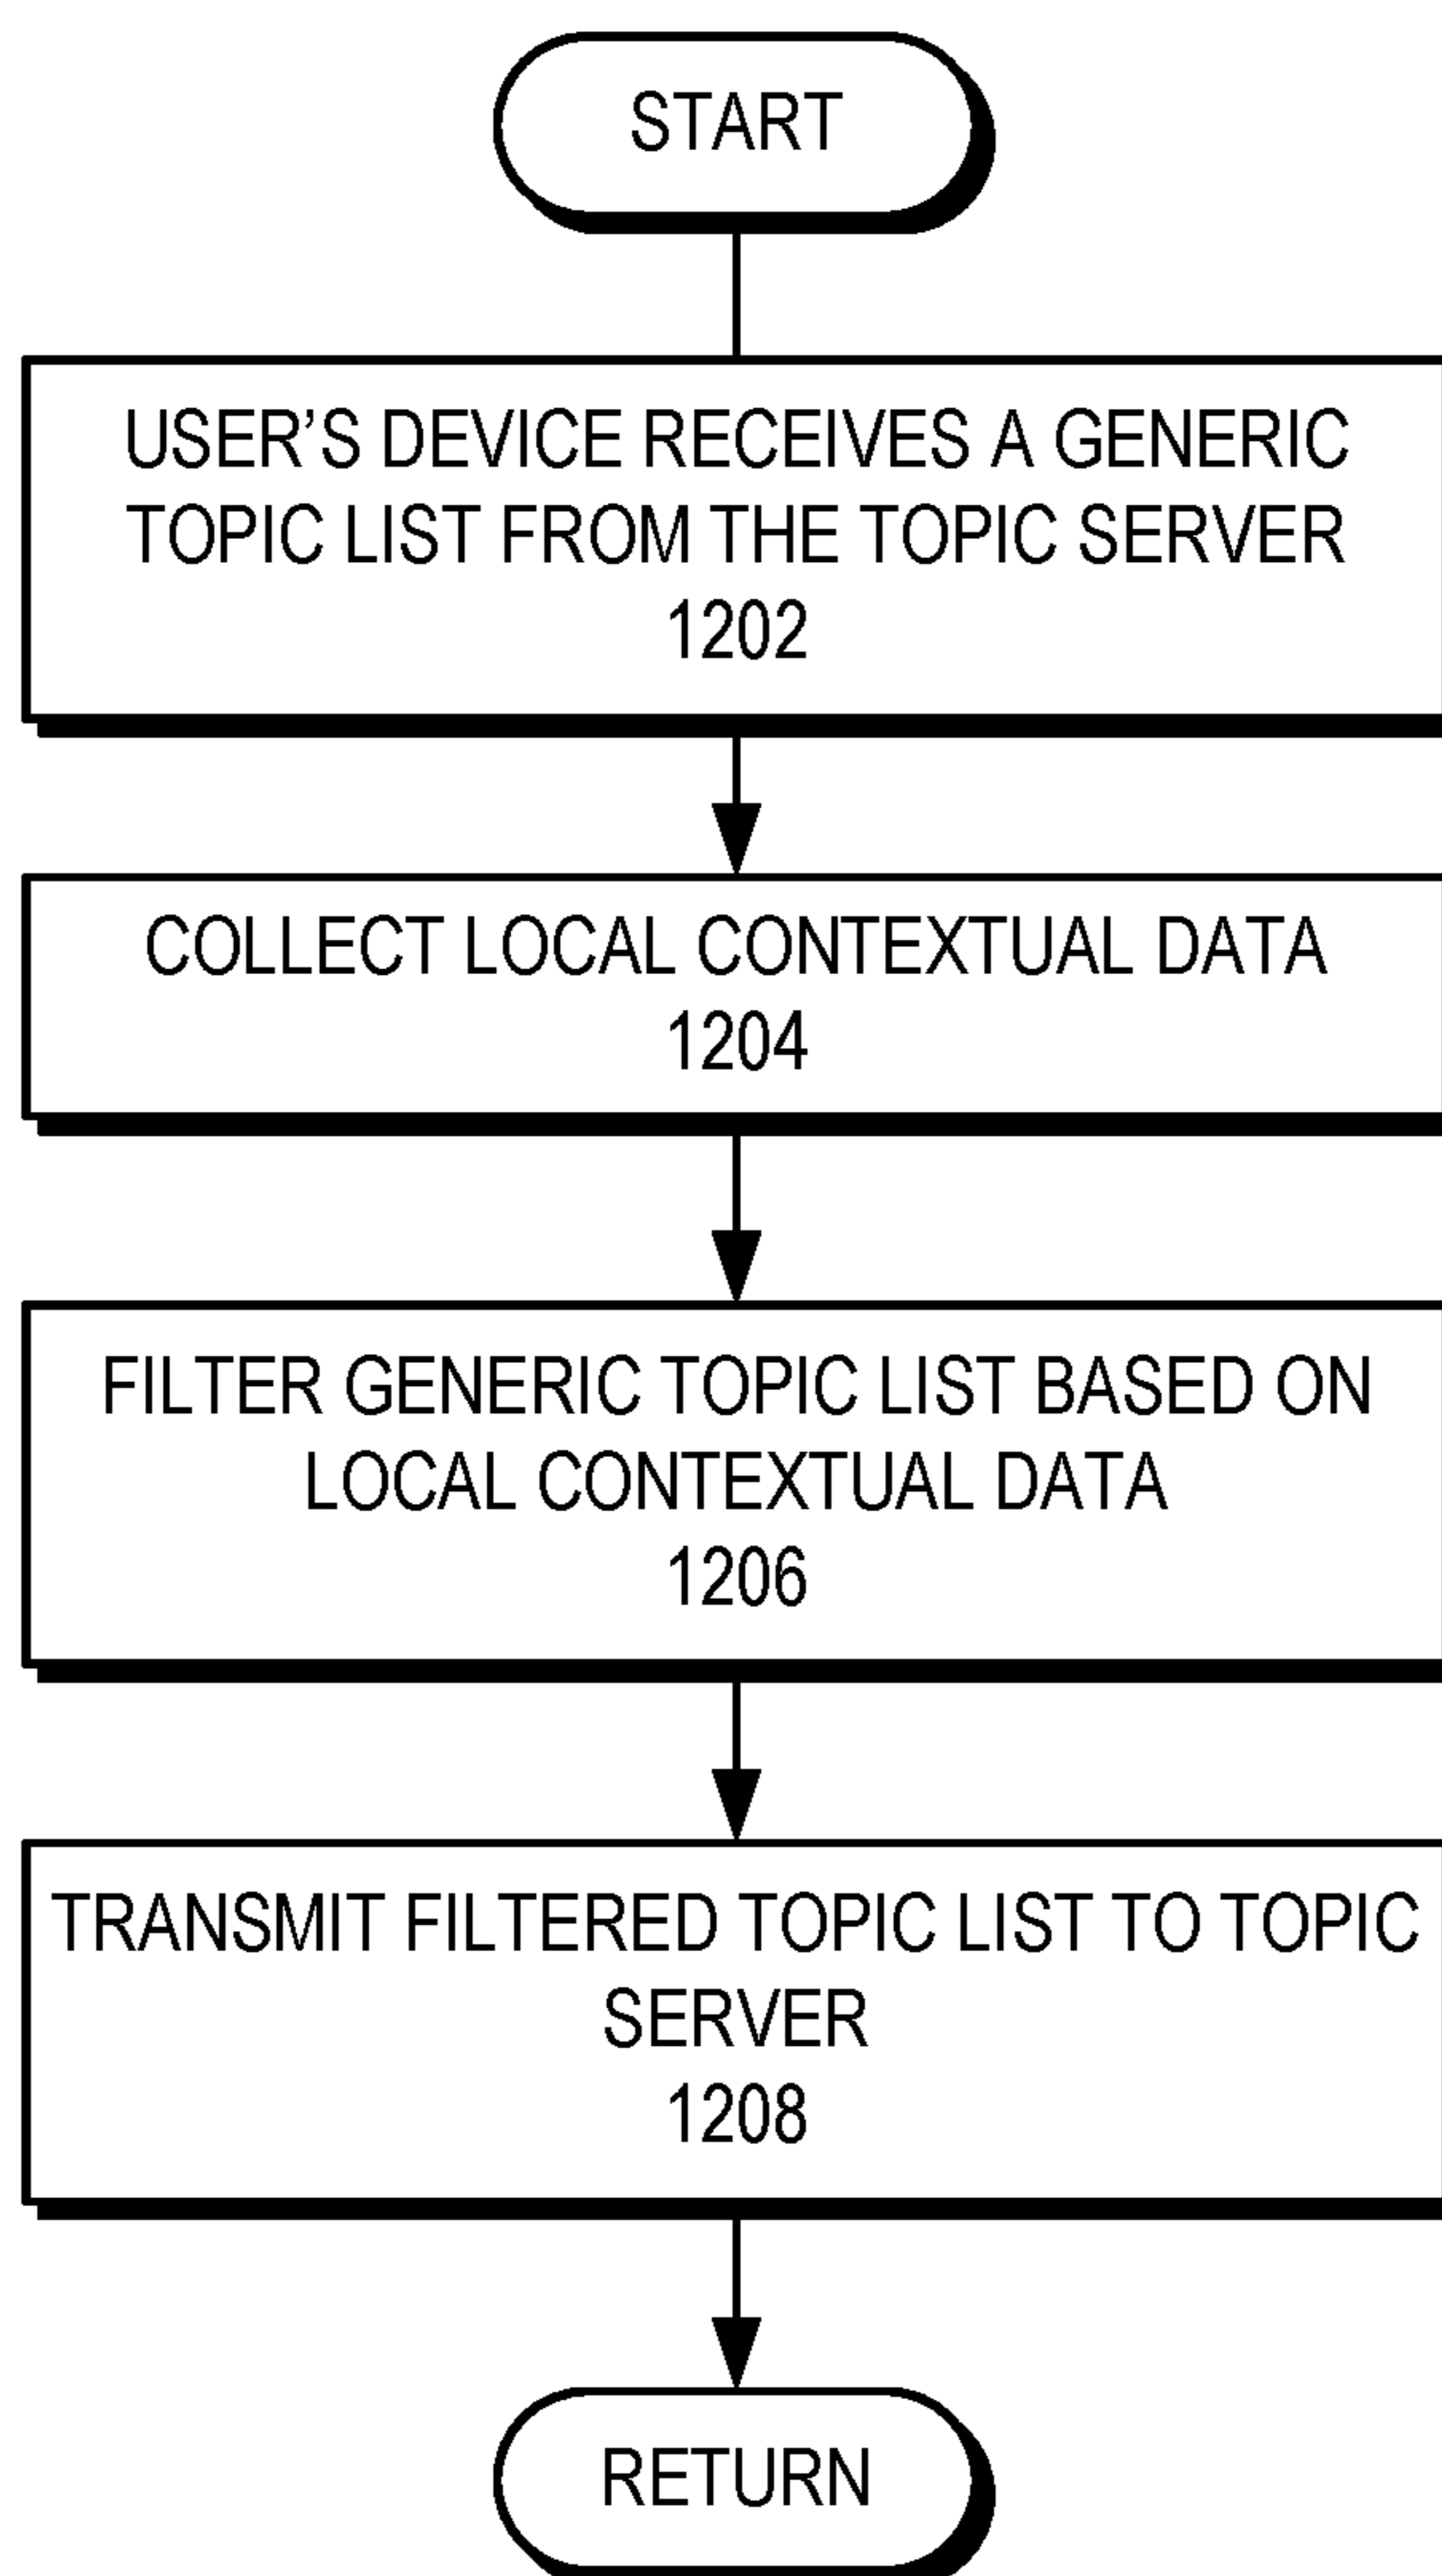 START
USER’S DEVICE RECEIVES A GENERIC
TOPIC LIST FROM THE TOPIC SERVER
1202
COLLECT LOCAL CONTEXTUAL DATA
1204
FILTER GENERIC TOPIC LIST BASED ON
LOCAL CONTEXTUAL DATA
1206
TRANSMIT FILTERED TOPIC LIST TO TOPIC
SERVER
1208
RETURN